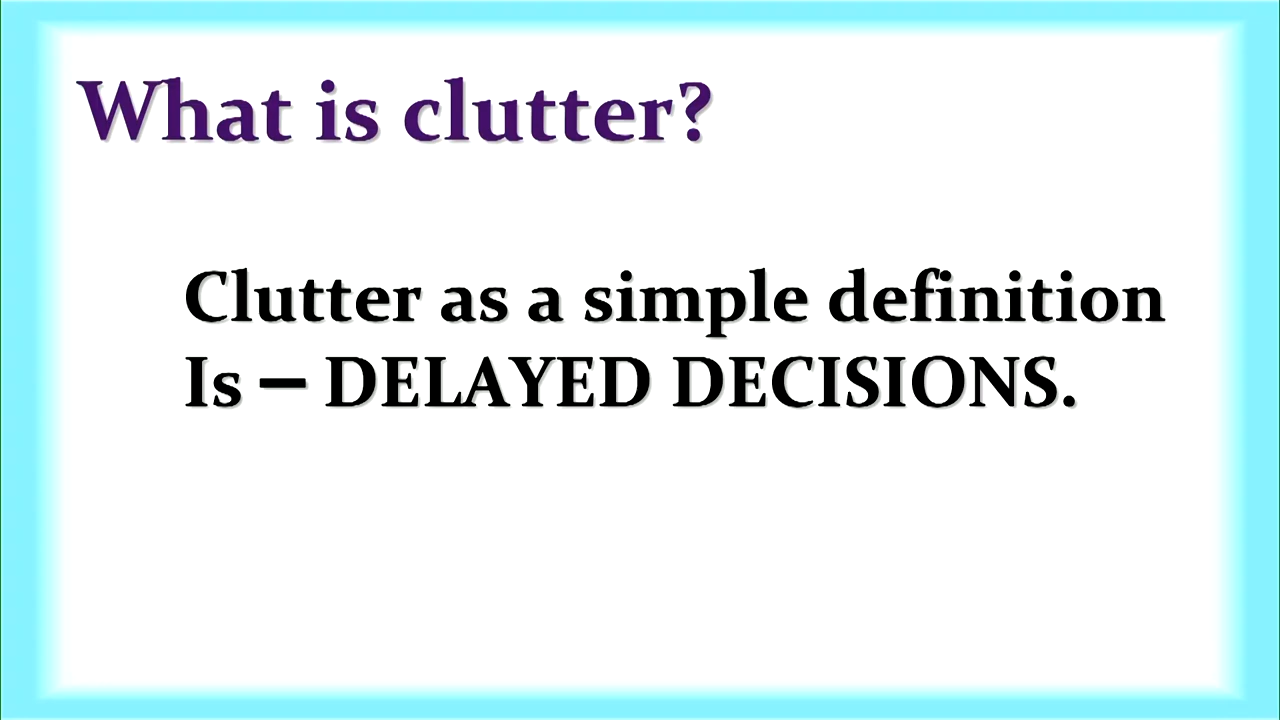 What is clutter?
Clutter as a simple definition
Is – DELAYED DECISIONS.